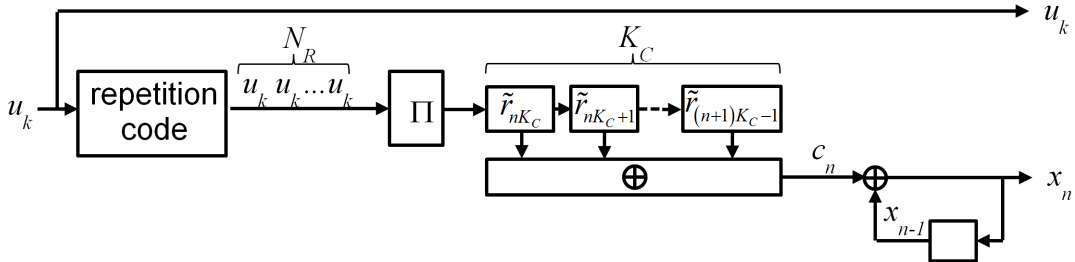 u_k
N_R
K_C
u_k
repetition
code
u_k u_k ... u_k
Π
r̃_{nK_C}
r̃_{nK_C+1}
r̃_{(n+1)K_C-1}
⊕
c_n
⊕
x_n
x_{n-1}